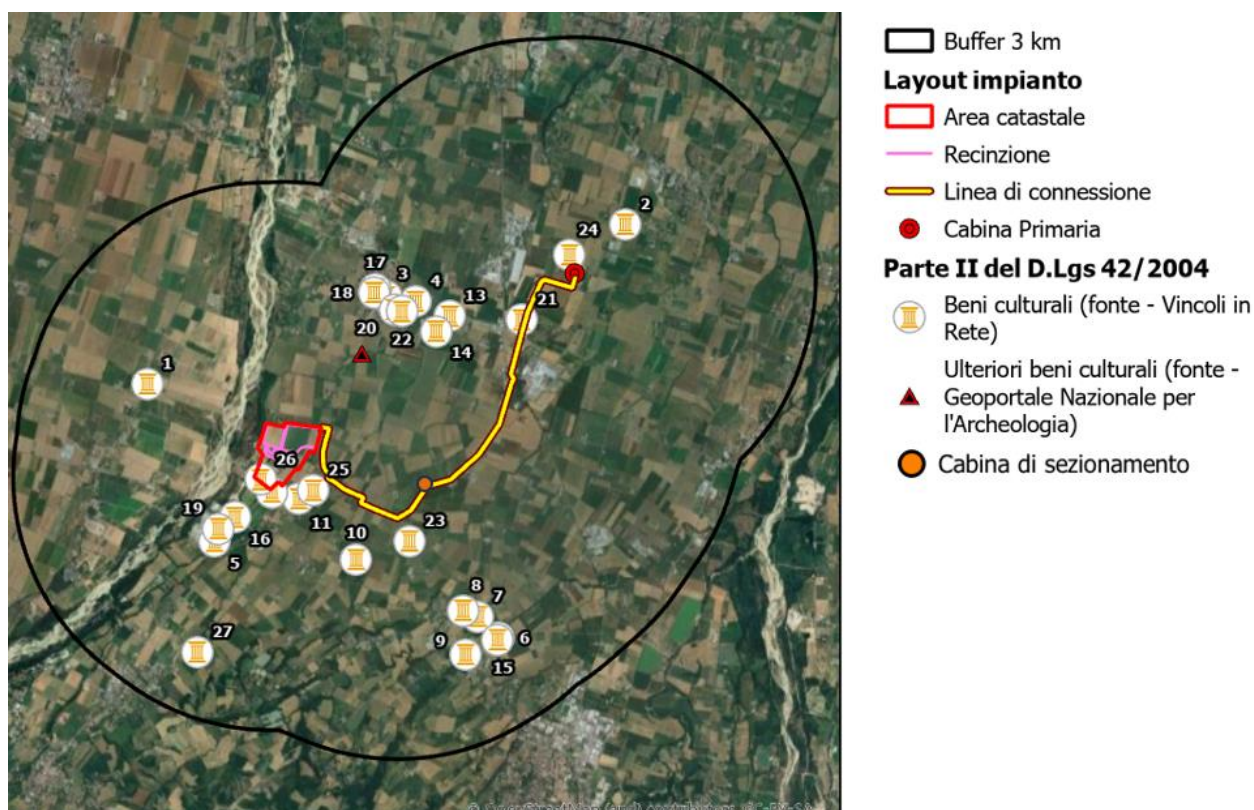 Buffer 3 km
Layout impianto
Area catastale
Recinzione
Linea di connessione
Cabina Primaria
Parte II del D.Lgs 42/2004
Beni culturali (fonte - Vincoli in
Rete)
Ulteriori beni culturali (fonte -
Geoportale Nazionale per
l'Archeologia)
Cabina di sezionamento
2
24
17
3
4
18
13
21
20
22
14
1
26
25
19
16
11
23
5
10
8
7
27
9
6
15